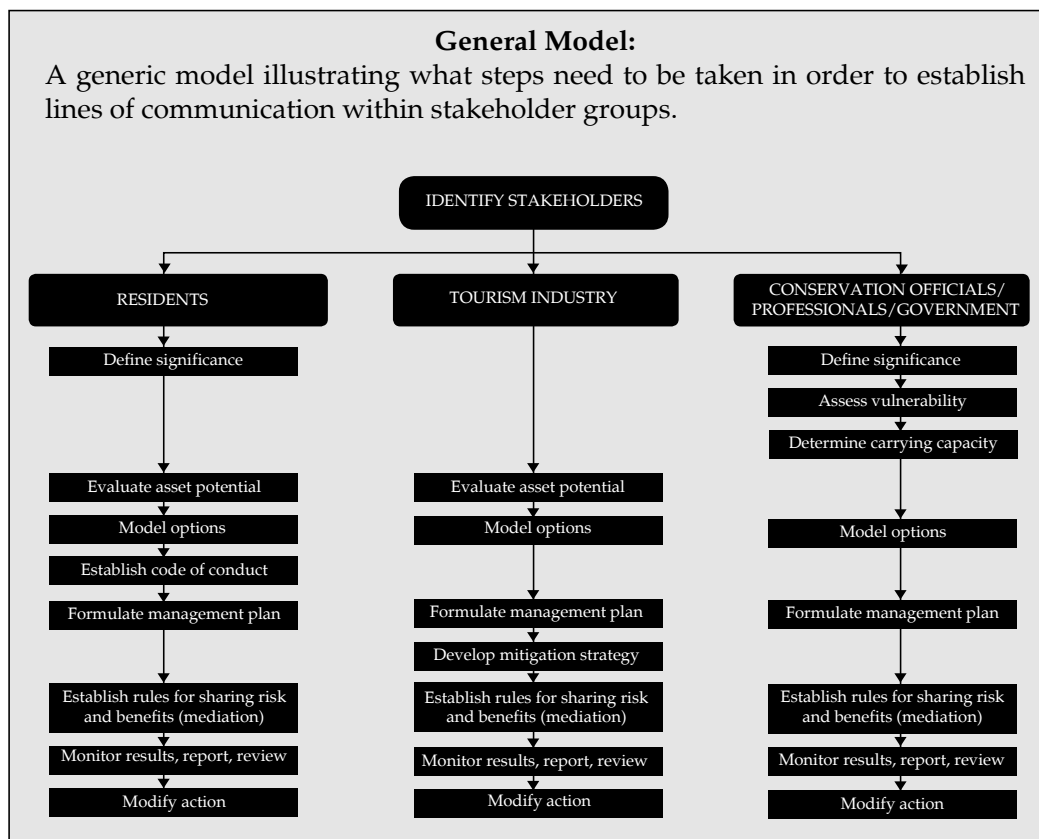 General Model:
A generic model illustrating what steps need to be taken in order to establish
lines of communication within stakeholder groups.
IDENTIFY STAKEHOLDERS
RESIDENTS
Define significance
Evaluate asset potential
Model options
Establish code of conduct
Formulate management plan
Establish rules for sharing risk
and benefits (mediation)
Monitor results, report, review
Modify action
TOURISM INDUSTRY
Evaluate asset potential
Model options
Formulate management plan
Develop mitigation strategy
Establish rules for sharing risk
and benefits (mediation)
Monitor results, report, review
Modify action
CONSERVATION OFFICIALS/
PROFESSIONALS/GOVERNMENT
Define significance
Assess vulnerability
Determine carrying capacity
Model options
Formulate management plan
Establish rules for sharing risk
and benefits (mediation)
Monitor results, report, review
Modify action